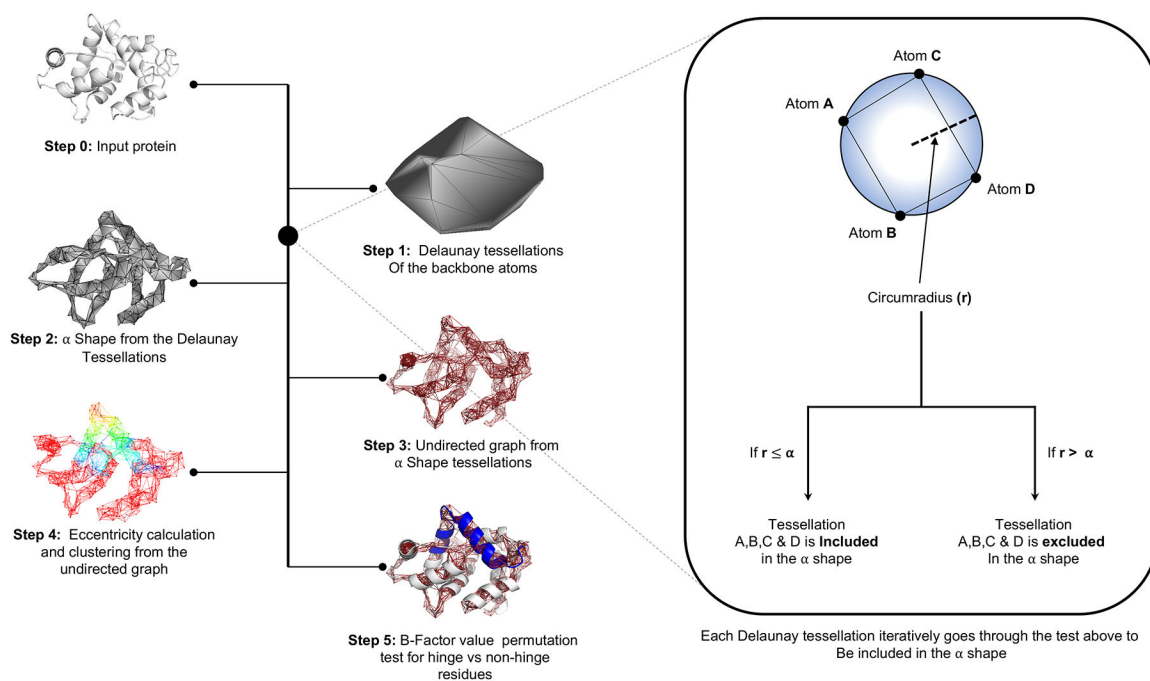 Step 0: Input protein
Step 1: Delaunay tessellations
Of the backbone atoms
Step 2: α Shape from the Delaunay
Tessellations
Step 3: Undirected graph from
α Shape tessellations
Step 4: Eccentricity calculation
and clustering from the
undirected graph
Step 5: B-Factor value permutation
test for hinge vs non-hinge
residues
Atom C
Atom A
Atom D
Atom B
Circumradius (r)
If r ≤ α
If r > α
Tessellation
A,B,C & D is Included
in the α shape
Tessellation
A,B,C & D is excluded
In the α shape
Each Delaunay tessellation iteratively goes through the test above to
Be included in the α shape